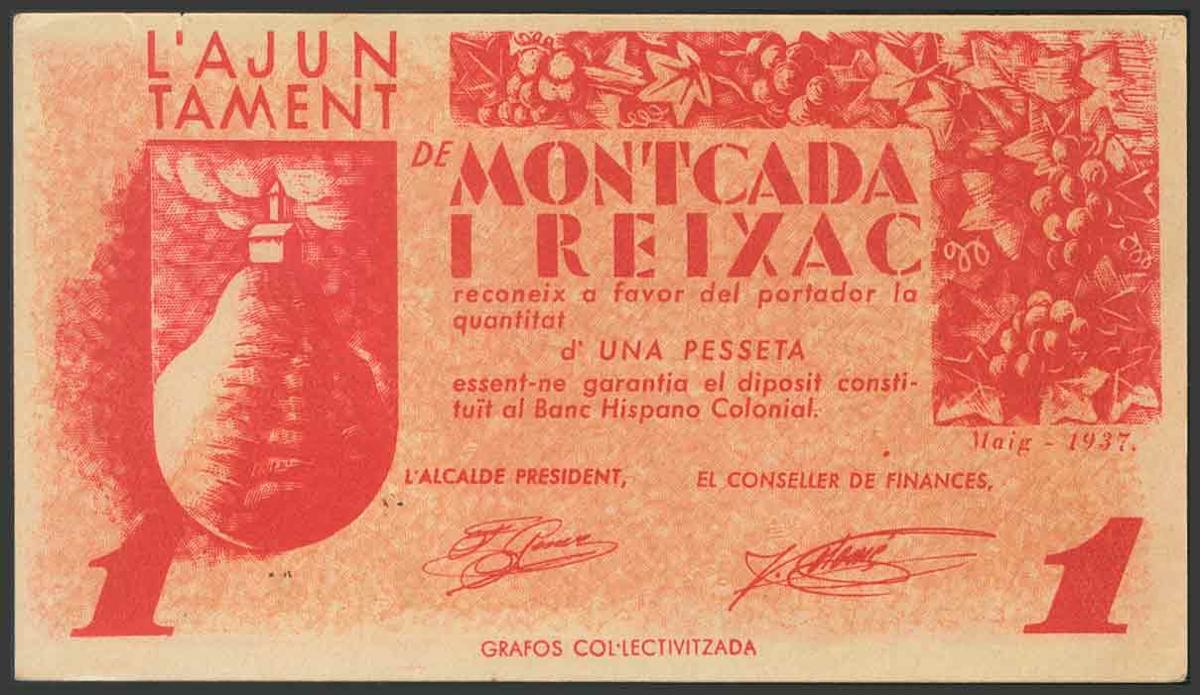 L'AJUN
TAMENT
DE MONTCADA
I REIXAC
reconeix a favor del portador la
quantitat
d' UNA PESSETA
essent-ne garantia el diposit consti-
tuït al Banc Hispano Colonial.
Maig - 1937.
L'ALCALDE PRESIDENT,
EL CONSELLER DE FINANCES,
1
1
GRAFOS COL·LECTIVITZADA